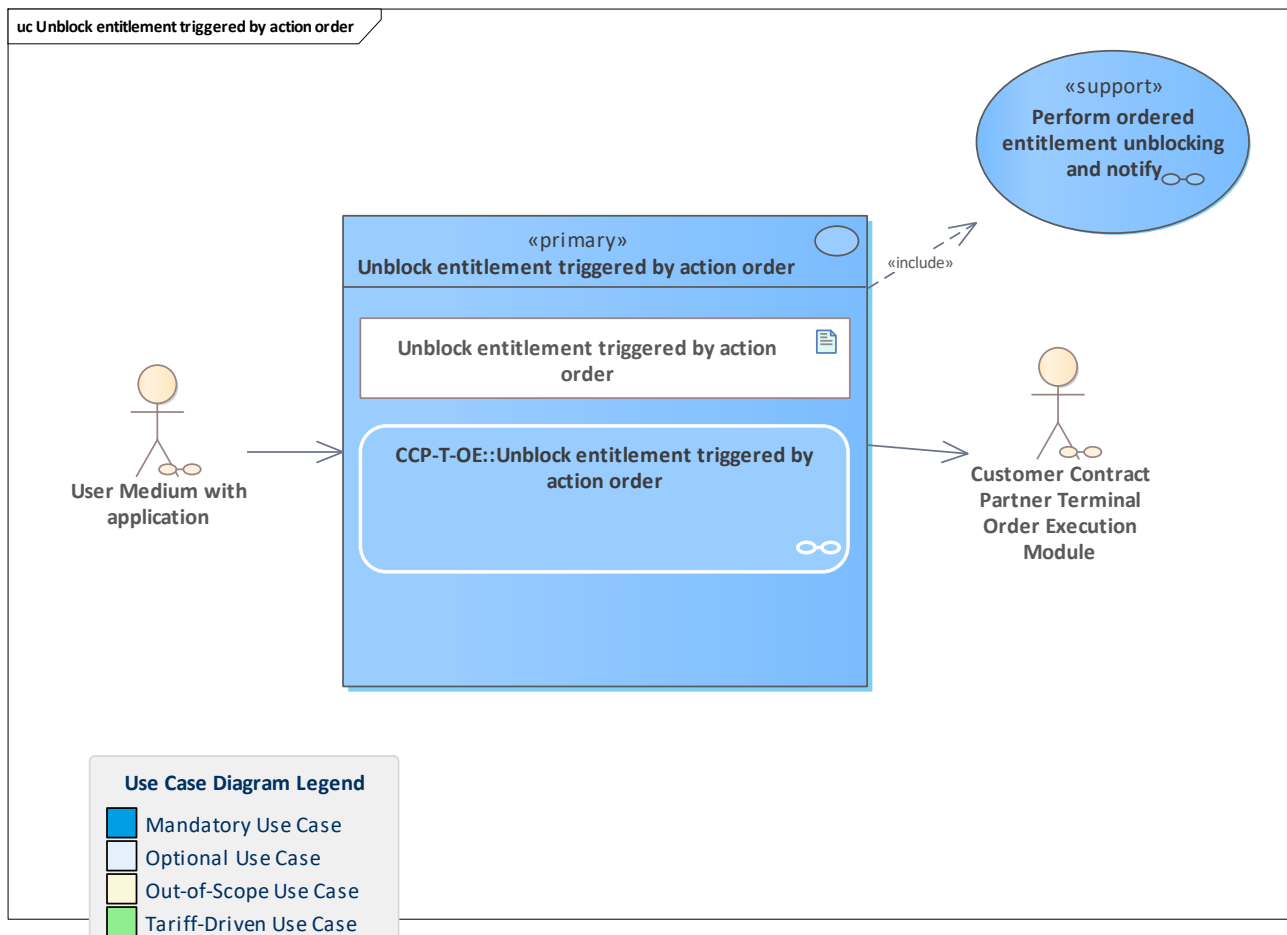 uc Unblock entitlement triggered by action order
«support»
Perform ordered
entitlement unblocking
and notify
«primary»
Unblock entitlement triggered by action order
«include»
Unblock entitlement triggered by action
order
CCP-T-OE::Unblock entitlement triggered by
action order
User Medium with
application
Customer Contract
Partner Terminal
Order Execution
Module
Use Case Diagram Legend
Mandatory Use Case
Optional Use Case
Out-of-Scope Use Case
Tariff-Driven Use Case